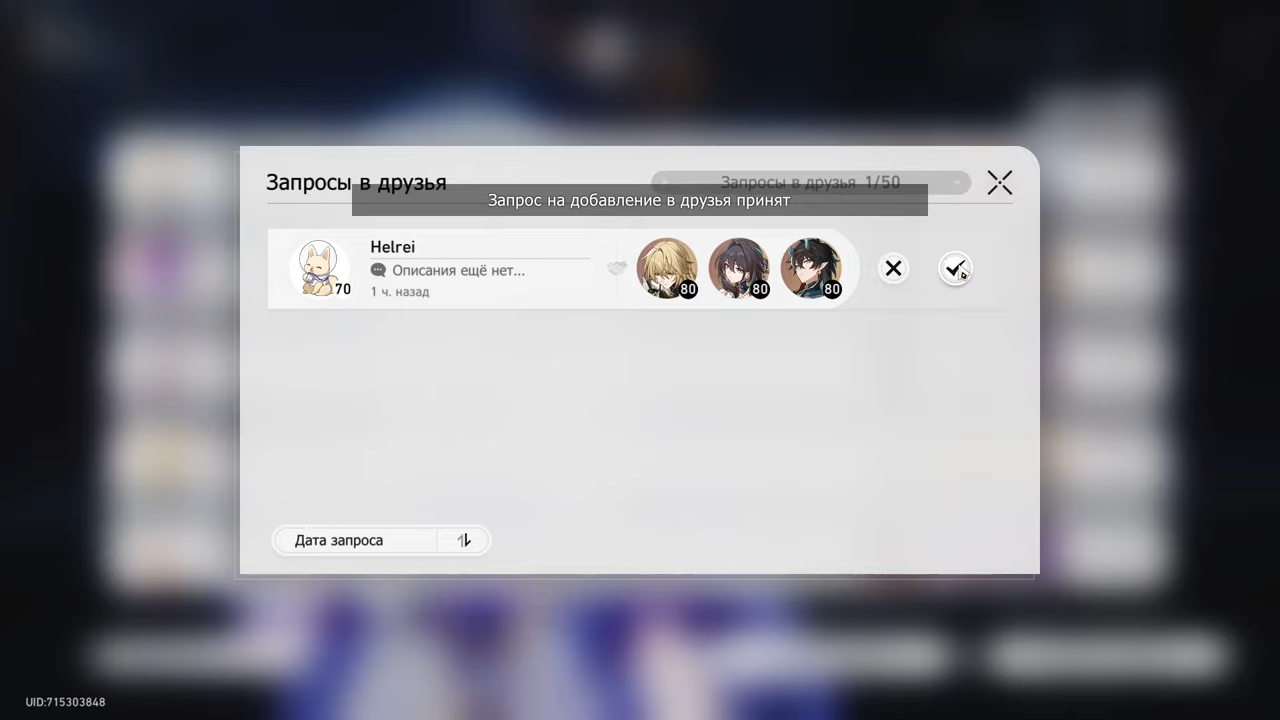 Запросы в друзья
Запросы в друзья 1/50
Запрос на добавление в друзья принят
Helrei
Описания ещё нет...
1 ч. назад
70
80
80
80
Дата запроса
UID:715303848